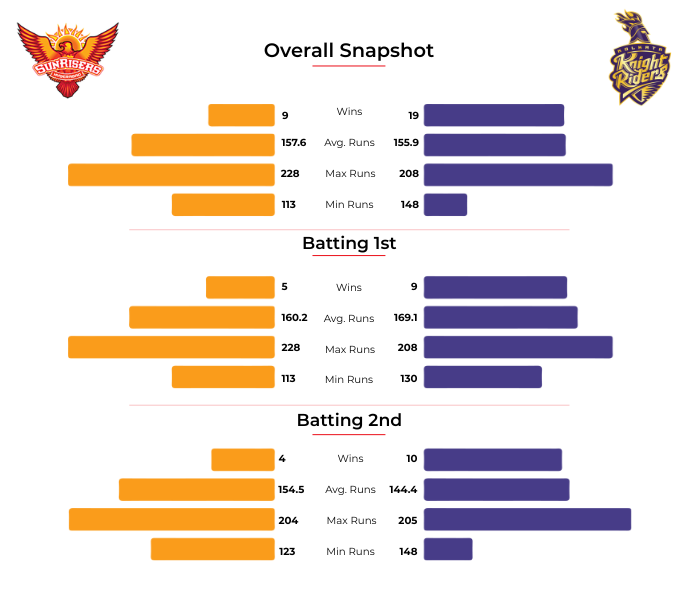 Overall Snapshot
SUNRISERS
KOLKATA
Knight
Riders
9 Wins 19
157.6 Avg. Runs 155.9
228 Max Runs 208
113 Min Runs 148
Batting 1st
5 Wins 9
160.2 Avg. Runs 169.1
228 Max Runs 208
113 Min Runs 130
Batting 2nd
4 Wins 10
154.5 Avg. Runs 144.4
204 Max Runs 205
123 Min Runs 148